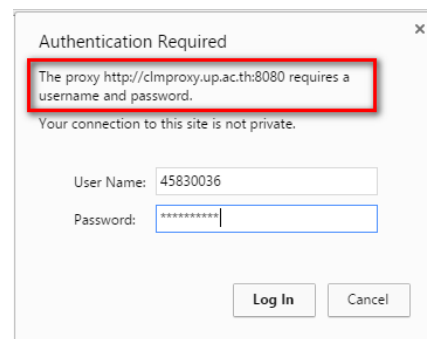 Authentication Required
The proxy http://clmproxy.up.ac.th:8080 requires a
username and password.
Your connection to this site is not private.
User Name: 45830036
Password: **********
Log In Cancel